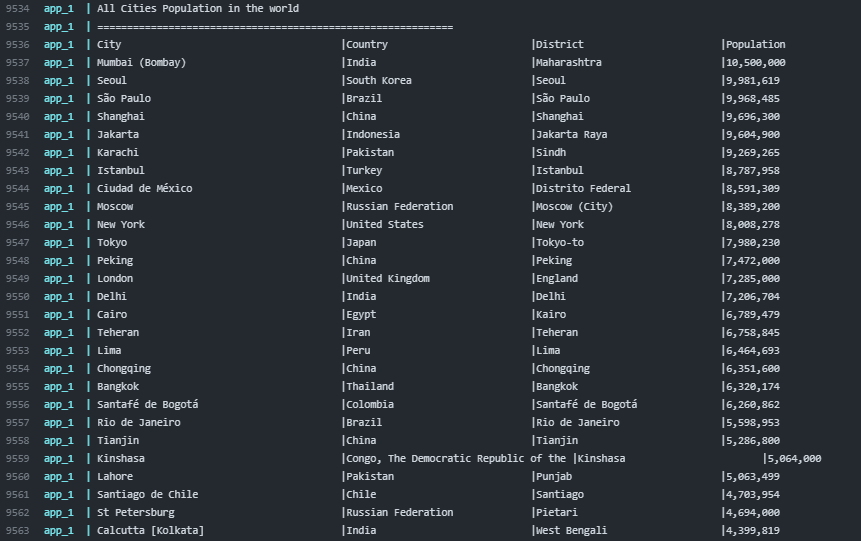 9534 app_1 | All Cities Population in the world
9535 app_1 | ============================================================
9536 app_1 | City |Country |District |Population
9537 app_1 | Mumbai (Bombay) |India |Maharashtra |10,500,000
9538 app_1 | Seoul |South Korea |Seoul |9,981,619
9539 app_1 | São Paulo |Brazil |São Paulo |9,968,485
9540 app_1 | Shanghai |China |Shanghai |9,696,300
9541 app_1 | Jakarta |Indonesia |Jakarta Raya |9,604,900
9542 app_1 | Karachi |Pakistan |Sindh |9,269,265
9543 app_1 | Istanbul |Turkey |Istanbul |8,787,958
9544 app_1 | Ciudad de México |Mexico |Distrito Federal |8,591,309
9545 app_1 | Moscow |Russian Federation |Moscow (City) |8,389,200
9546 app_1 | New York |United States |New York |8,008,278
9547 app_1 | Tokyo |Japan |Tokyo-to |7,980,230
9548 app_1 | Peking |China |Peking |7,472,000
9549 app_1 | London |United Kingdom |England |7,285,000
9550 app_1 | Delhi |India |Delhi |7,206,704
9551 app_1 | Cairo |Egypt |Kairo |6,789,479
9552 app_1 | Teheran |Iran |Teheran |6,758,845
9553 app_1 | Lima |Peru |Lima |6,464,693
9554 app_1 | Chongqing |China |Chongqing |6,351,600
9555 app_1 | Bangkok |Thailand |Bangkok |6,320,174
9556 app_1 | Santafé de Bogotá |Colombia |Santafé de Bogotá |6,260,862
9557 app_1 | Rio de Janeiro |Brazil |Rio de Janeiro |5,598,953
9558 app_1 | Tianjin |China |Tianjin |5,286,800
9559 app_1 | Kinshasa |Congo, The Democratic Republic of the |Kinshasa |5,064,000
9560 app_1 | Lahore |Pakistan |Punjab |5,063,499
9561 app_1 | Santiago de Chile |Chile |Santiago |4,703,954
9562 app_1 | St Petersburg |Russian Federation |Pietari |4,694,000
9563 app_1 | Calcutta [Kolkata] |India |West Bengali |4,399,819